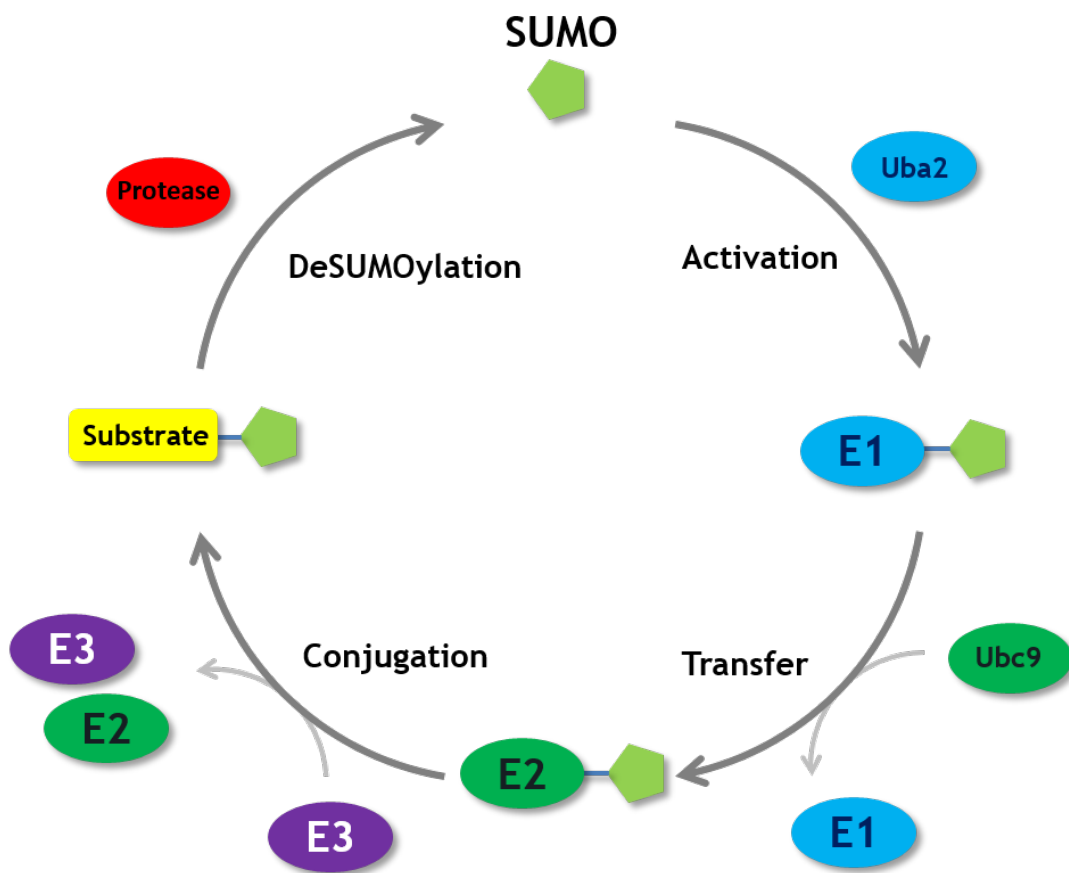 SUMO
Protease
Uba2
DeSUMOylation
Activation
Substrate
E1
E3
Conjugation
Transfer
Ubc9
E2
E2
E3
E1